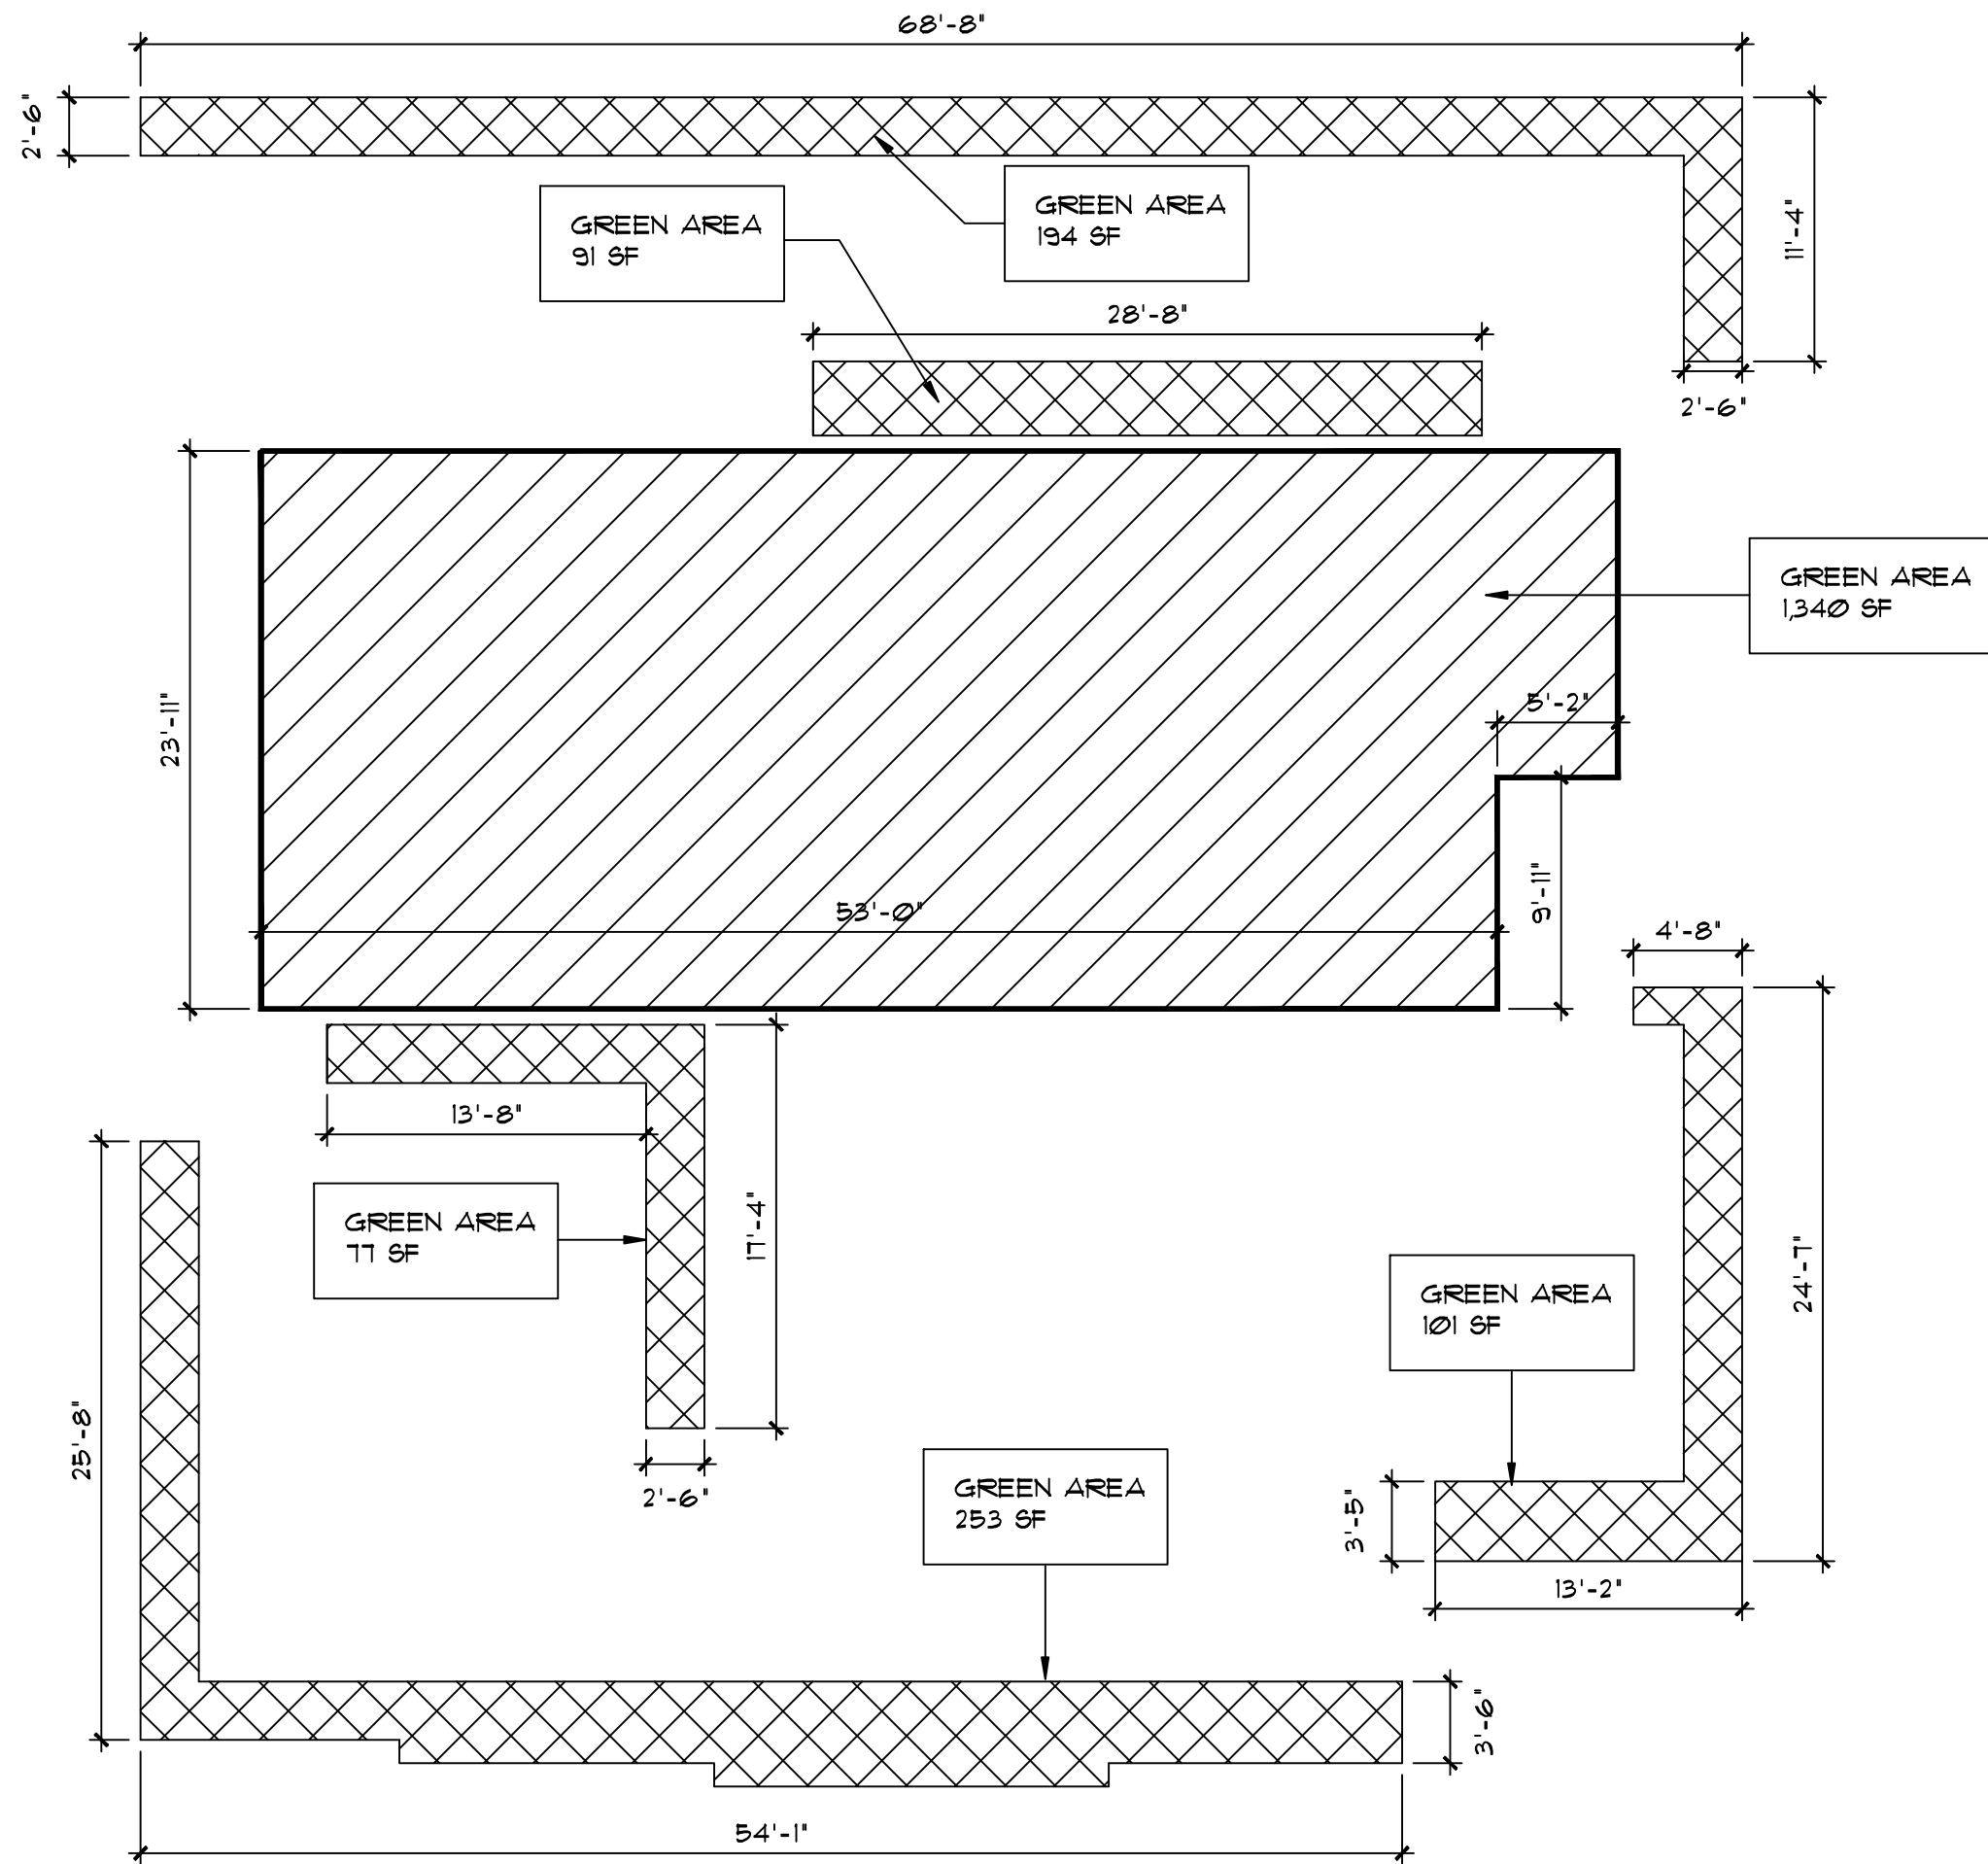 68'-8"
2'-6"
GREEN AREA
194 SF
GREEN AREA
91 SF
11'-4"
28'-8"
2'-6"
GREEN AREA
1,340 SF
23'-11"
5'-2"
9'-11"
53'-0"
4'-8"
13'-8"
17'-4"
GREEN AREA
77 SF
24'-7"
GREEN AREA
101 SF
25'-8"
2'-6"
GREEN AREA
253 SF
3'-5"
13'-2"
3'-6"
54'-1"